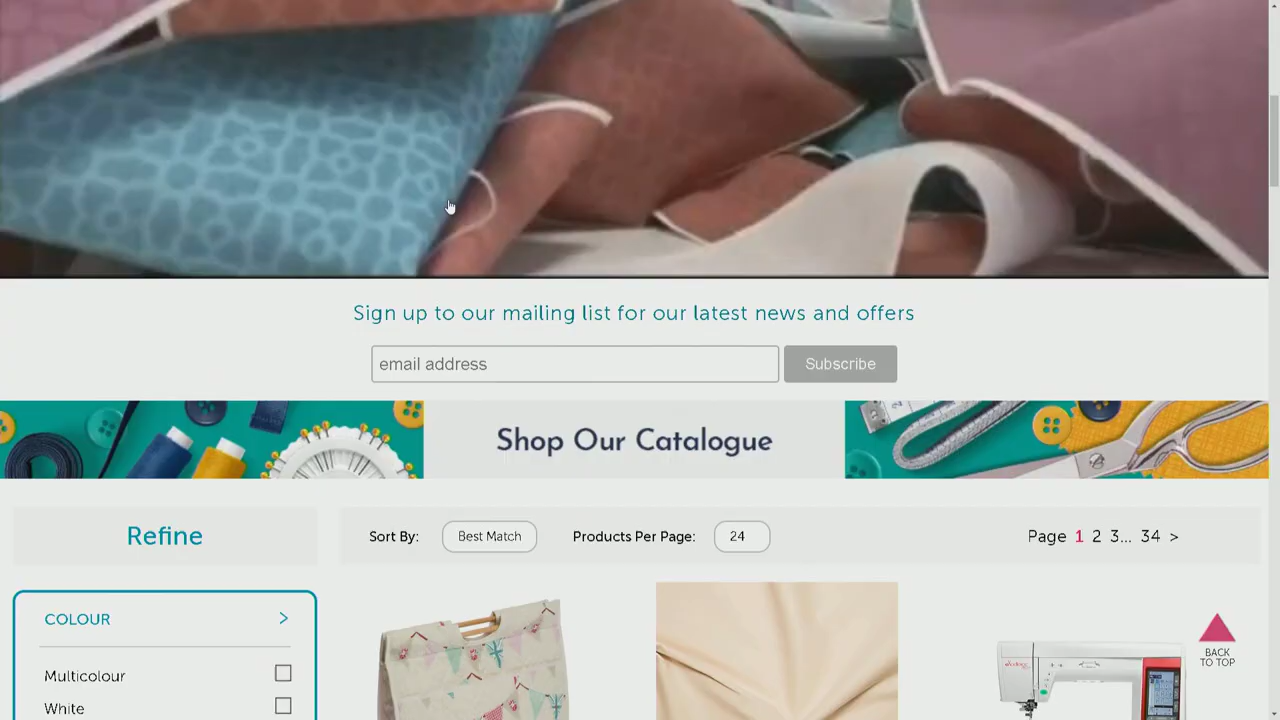 Sign up to our mailing list for our latest news and offers
email address Subscribe
Shop Our Catalogue
Refine
Sort By: Best Match Products Per Page: 24 Page 1 2 3... 34 >
COLOUR >
Multicolour
White
BACK
TO TOP